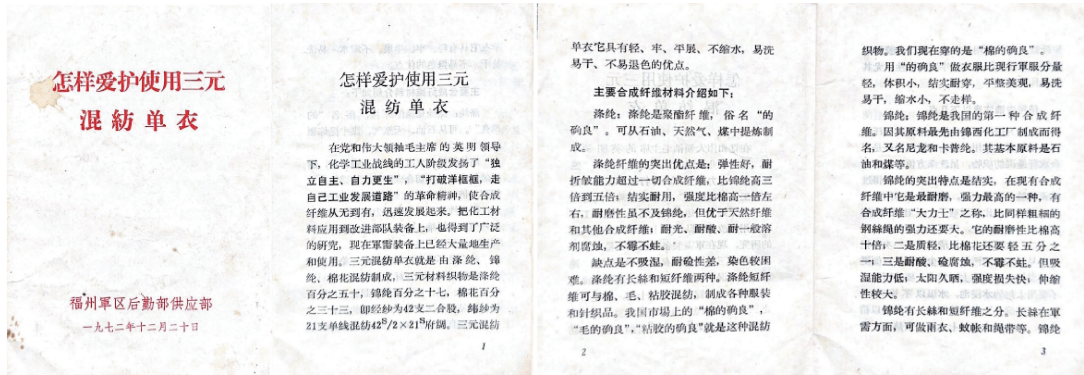 怎样爱护使用三元
混紡单衣
福州軍区后勤部供应部
一九七二年十二月二十日
怎样爱护使用三元
混紡单衣
在党和伟大領袖毛主席的英明領导
下，化学工业战綫的工人阶級发扬了“独
立自主、自力更生”，“打破洋框框，走
自己工业发展道路”的革命精神，使合成
纤维从无到有，迅速发展起来。把化工材
料应用到改进部队装备上，也得到了广泛
的研究，现在軍需装备上已经大量地生产
和使用。三元混紡单衣就是由涤纶、锦
纶、棉花混紡制成，三元材料织物是涤纶
百分之五十，锦纶百分之十七，棉花百分
之三十三，即经紗为42支二合股，纬紗为
21支单线混紡42S/2×21S府綢。三元混紡
1
单衣它具有轻、牢、平展、不縮水，易洗
易干、不易退色的优点。
主要合成纤维材料介绍如下：
涤纶：涤纶是聚酯纤维，俗名“的
确良”。可从石油、天然气、煤中提炼制
成。
涤纶纤维的突出优点是：弹性好，耐
折皱能力超过一切合成纤维，比锦纶高三
倍到五倍；结实耐用，强度比棉高一倍左
右，耐磨性虽不及锦纶，但优于天然纤维
和其他合成纤维；耐光、耐酸、耐一般溶
剂腐蚀，不霉不蛀。
缺点是不吸湿，耐硷性差，染色较困
难。涤纶有长絲和短纤维两种。涤纶短纤
维可与棉、毛、粘胶混紡，制成各种服装
和针织品。我国市場上的“棉的确良”，
“毛的确良”，“粘胶的确良”就是这种混紡
2
织物。我们现在穿的是“棉的确良”。
用“的确良”做衣服比现行軍服分量
轻，体积小，结实耐穿，平整美观，易洗
易干，縮水小，不走样。
锦纶：锦纶是我国的第一种合成纤
维。因其原料最先由锦西化工厂制成而得
名，又名尼龙和卡普纶。其基本原料是石
油和煤等。
锦纶的突出特点是结实，在现有合成
纤维中它是最耐磨，强力最高的一种，有
合成纤维“大力士”之称，比同样粗细的
钢絲绳的强力还要大。它的耐磨性比棉高
十倍；二是质轻，比棉花还要轻五分之
一；三是耐酸、硷腐蚀，不霉不蛀。但吸
湿能力低，太阳久晒，强度损失快，伸缩
性较大。
锦纶有长絲和短纤维之分。长絲在軍
需方面，可做雨衣、蚊帐和绳带等。锦纶
3